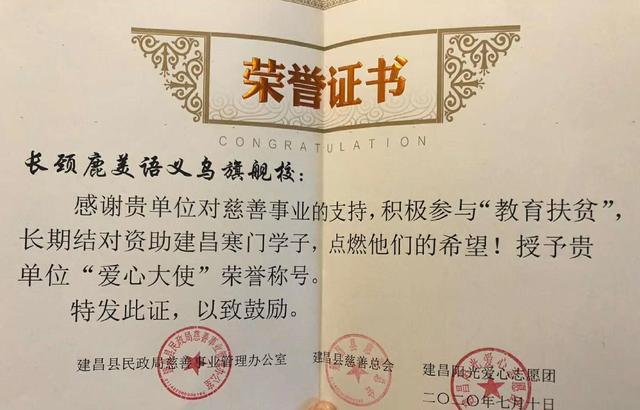 荣誉证书
CONGRATULATION
长颈鹿美语义乌旗舰校：
感谢贵单位对慈善事业的支持，积极参与“教育扶贫”，
长期结对资助建昌寒门学子，点燃他们的希望！授予贵
单位“爱心大使”荣誉称号。
特发此证，以致鼓励。
建昌县民政局慈善事业管理办公室 建昌县慈善总会 建昌阳光爱心志愿团
二〇二〇年七月十日